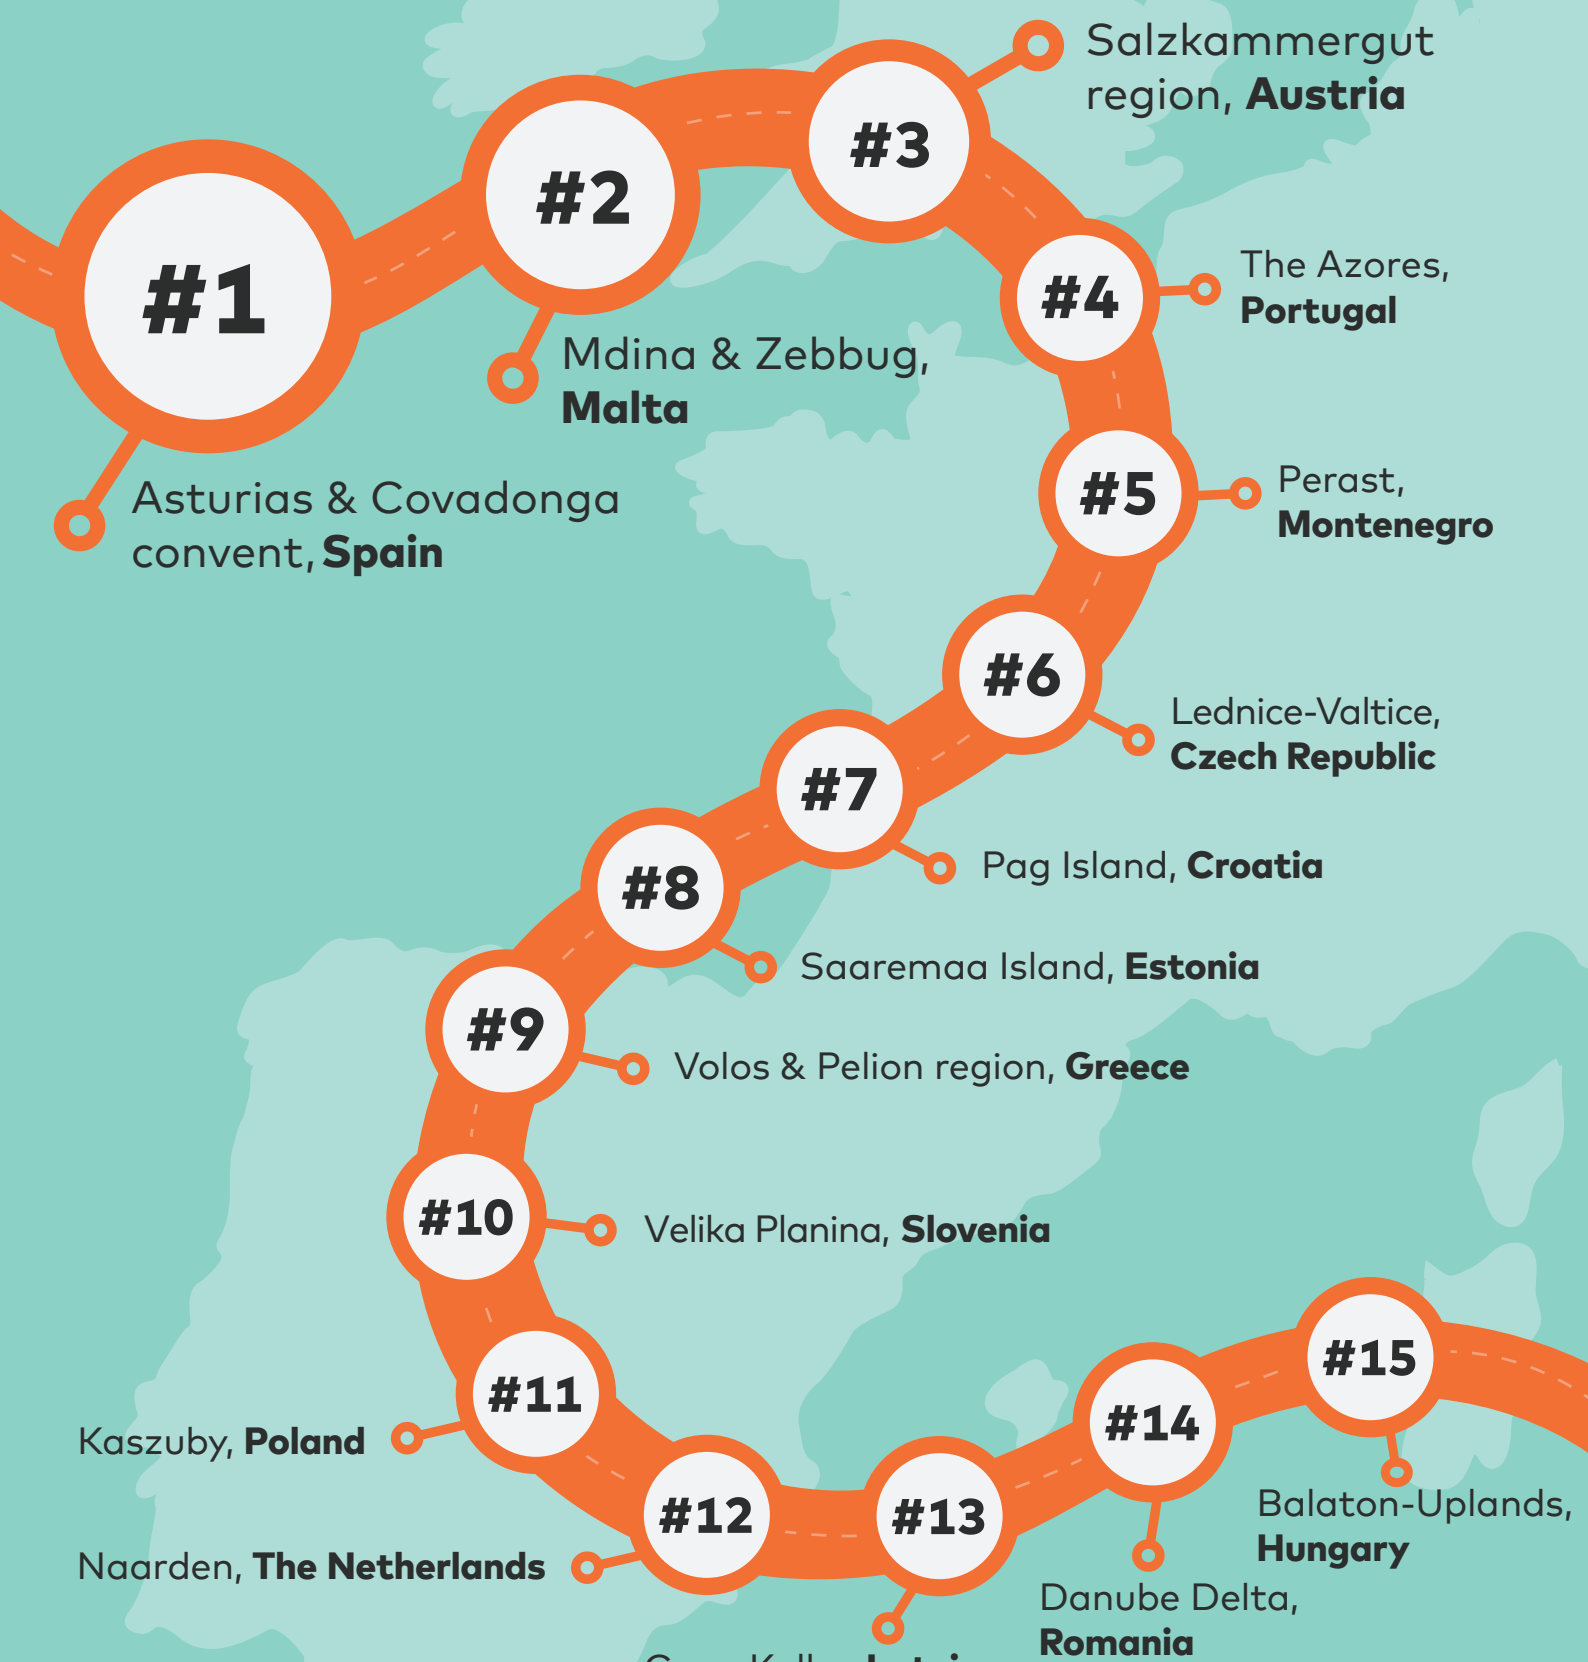 #1
Asturias & Covadonga
convent, Spain
#2
Mdina & Zebbug,
Malta
#3
Salzkammergut
region, Austria
#4
The Azores,
Portugal
#5
Perast,
Montenegro
#6
Lednice-Valtice,
Czech Republic
#7
Pag Island, Croatia
#8
Saaremaa Island, Estonia
#9
Volos & Pelion region, Greece
#10
Velika Planina, Slovenia
#11
Kaszuby, Poland
#12
Naarden, The Netherlands
#13
#14
Danube Delta,
Romania
#15
Balaton-Uplands,
Hungary